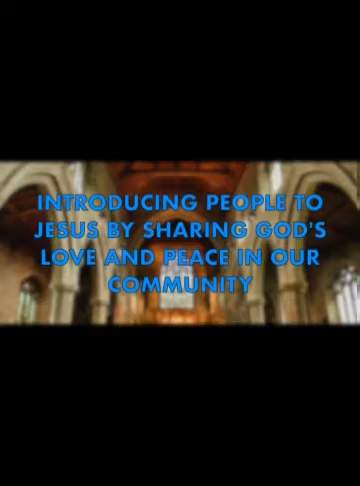 INTRODUCING PEOPLE TO
JESUS BY SHARING GOD'S
LOVE AND PEACE IN OUR
COMMUNITY